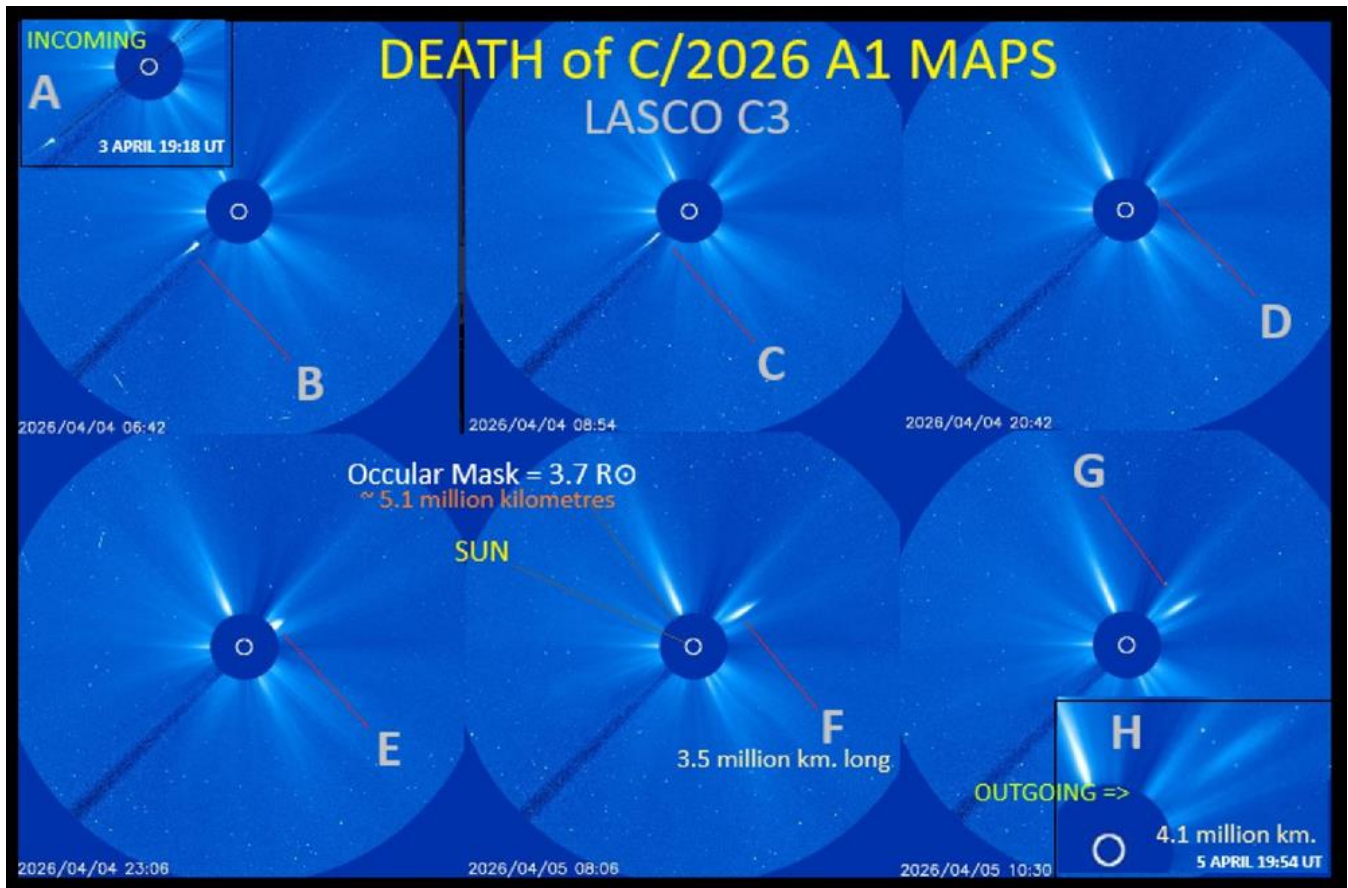 INCOMING
A
3 APRIL 19:18 UT
DEATH of C/2026 A1 MAPS
LASCO C3
B
C
D
2026/04/04 06:42
2026/04/04 08:54
2026/04/04 20:42
Occular Mask = 3.7 R⊙
~ 5.1 million kilometres
SUN
G
E
F
3.5 million km. long
H
OUTGOING =>
4.1 million km.
5 APRIL 19:54 UT
2026/04/04 23:06
2026/04/05 08:06
2026/04/05 10:30